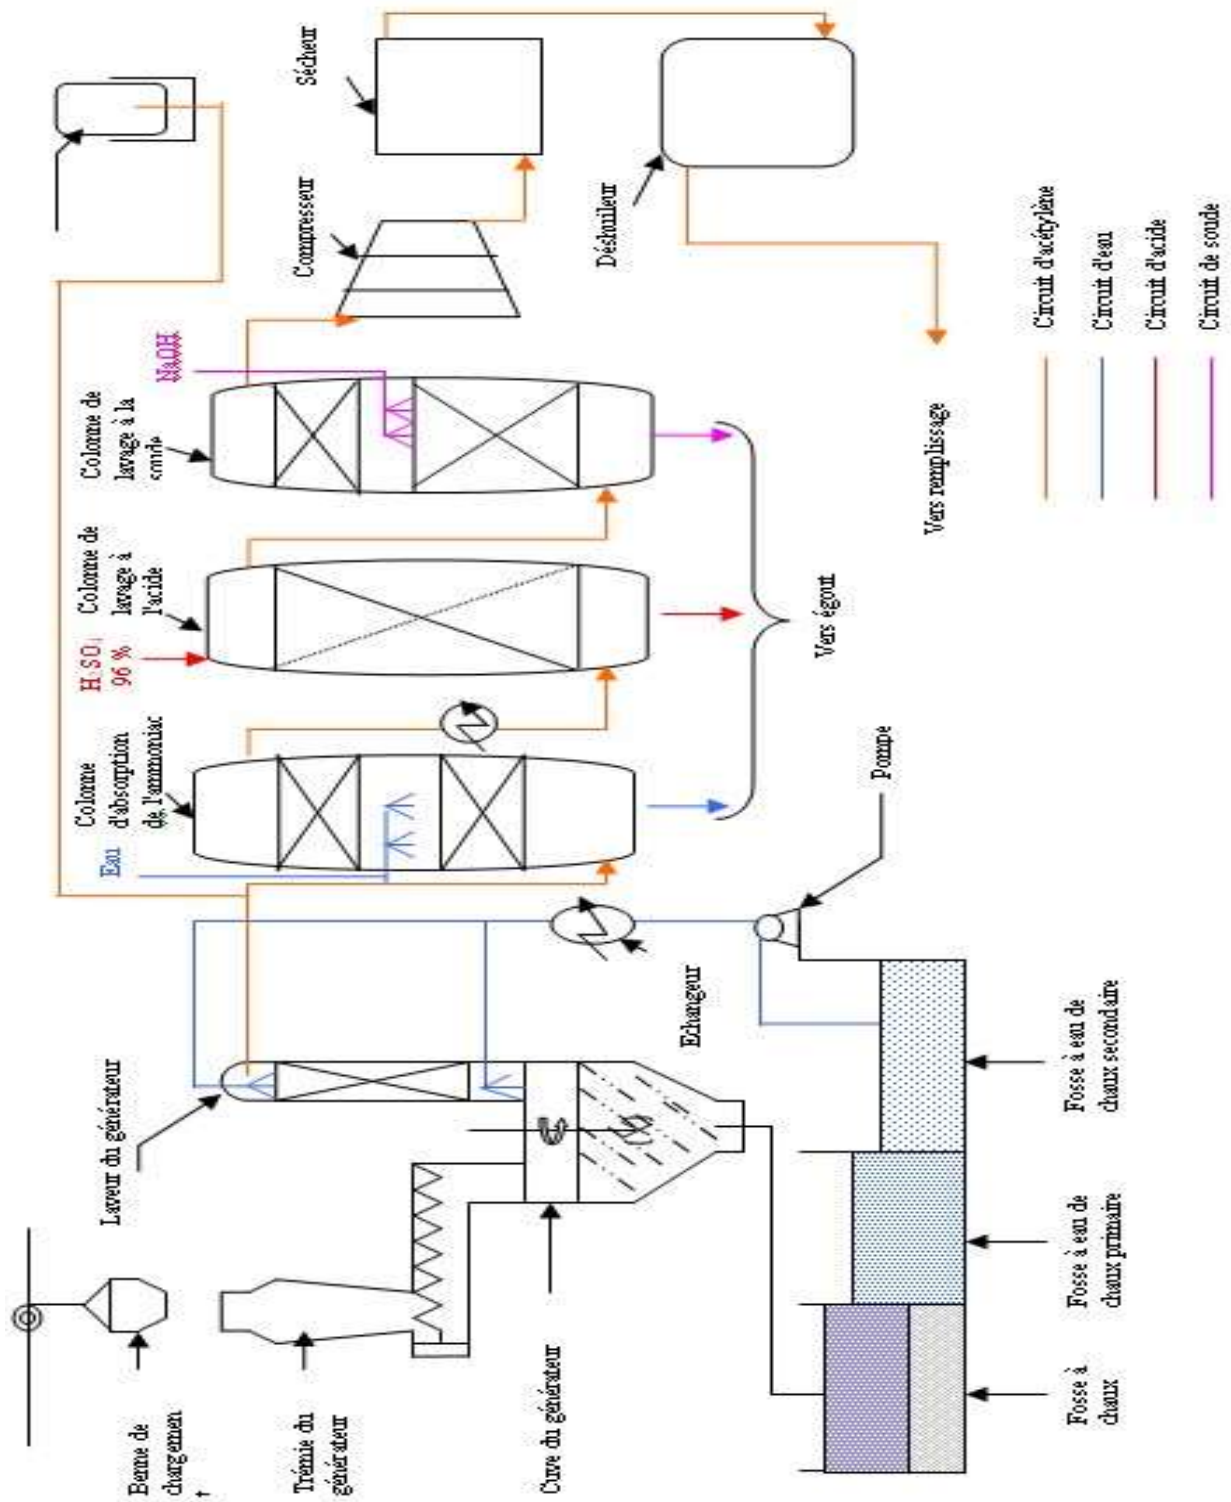 Benne de
chargemen
t
Trémie du
générateur
Cuve du générateur
Laveur du générateur
Fosse à
chaux
Fosse à eau de
chaux primaire
Fosse à eau de
chaux secondaire
Echangeur
Pompe
Eau
Colonne
d'absorption
de l'ammoniac
H2SO4
96 %
Colonne de
lavage à
l'acide
Colonne de
lavage à la
soude
NaOH
Vers égout
Compresseur
Sécheur
Déshuileur
Vers remplissage
Circuit d'acétylène
Circuit d'eau
Circuit d'acide
Circuit de soude